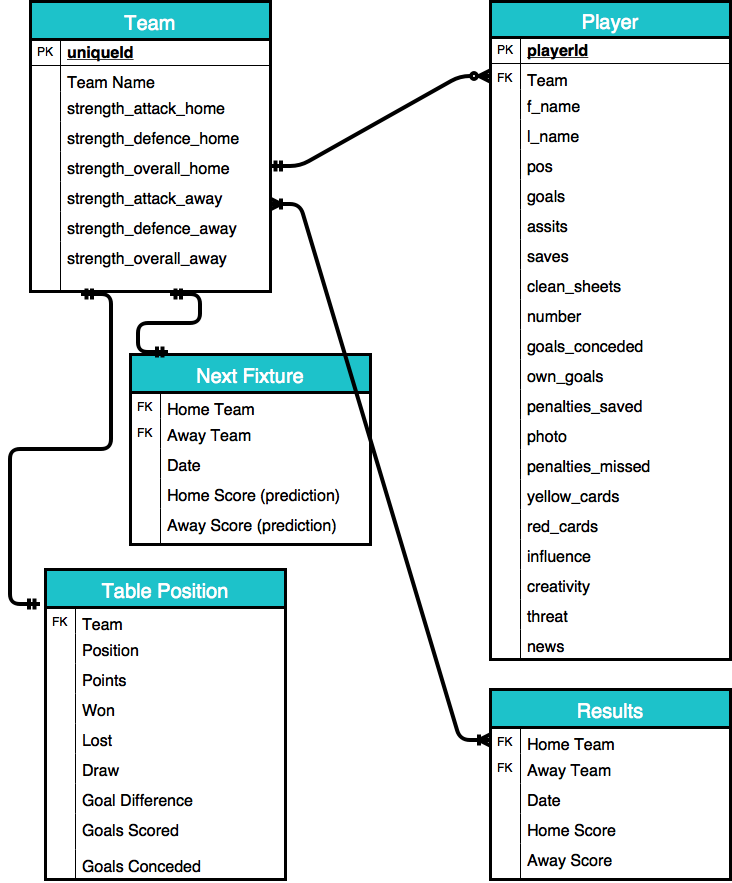 Team
PK uniqueId
Team Name
strength_attack_home
strength_defence_home
strength_overall_home
strength_attack_away
strength_defence_away
strength_overall_away
Player
PK playerId
FK Team
f_name
l_name
pos
goals
assits
saves
clean_sheets
number
goals_conceded
own_goals
penalties_saved
photo
penalties_missed
yellow_cards
red_cards
influence
creativity
threat
news
Next Fixture
FK Home Team
FK Away Team
Date
Home Score (prediction)
Away Score (prediction)
Table Position
FK Team
Position
Points
Won
Lost
Draw
Goal Difference
Goals Scored
Goals Conceded
Results
FK Home Team
FK Away Team
Date
Home Score
Away Score